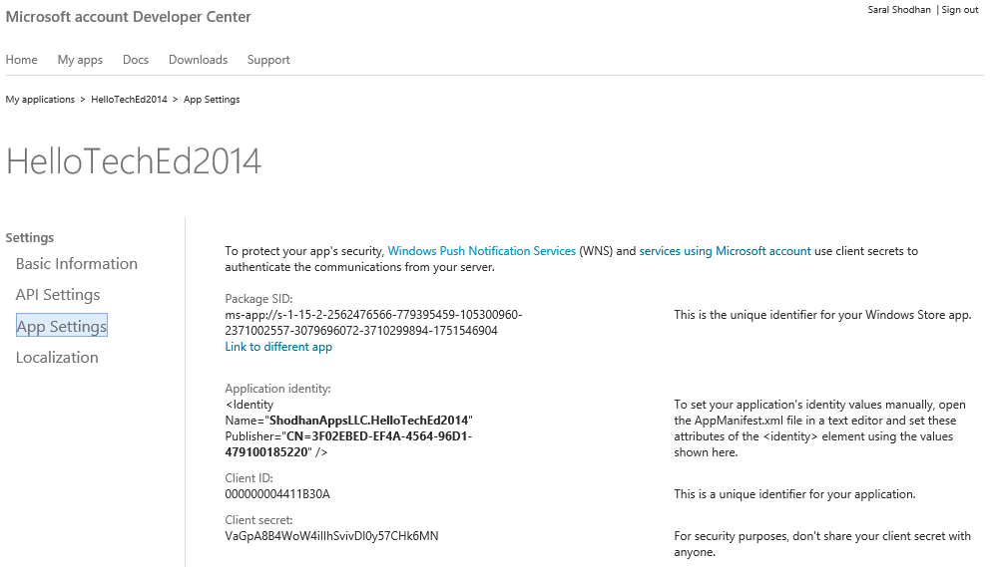 Microsoft account Developer Center
Saral Shodhan | Sign out
Home My apps Docs Downloads Support
My applications > HelloTechEd2014 > App Settings
HelloTechEd2014
Settings
Basic Information
API Settings
App Settings
Localization
To protect your app's security, Windows Push Notification Services (WNS) and services using Microsoft account use client secrets to
authenticate the communications from your server.
Package SID:
ms-app://s-1-15-2-2562476566-779395459-105300960-
2371002557-3079696072-3710299894-1751546904
This is the unique identifier for your Windows Store app.
Link to different app
Application identity:
<Identity
Name="ShodhanAppsLLC.HelloTechEd2014"
Publisher="CN=3F02EBED-EF4A-4564-96D1-
479100185220" />
To set your application's identity values manually, open
the AppManifest.xml file in a text editor and set these
attributes of the <identity> element using the values
shown here.
Client ID:
000000004411B30A
This is a unique identifier for your application.
Client secret:
VaGpA8B4WoW4iIhSvivDI0y57CHk6MN
For security purposes, don't share your client secret with
anyone.